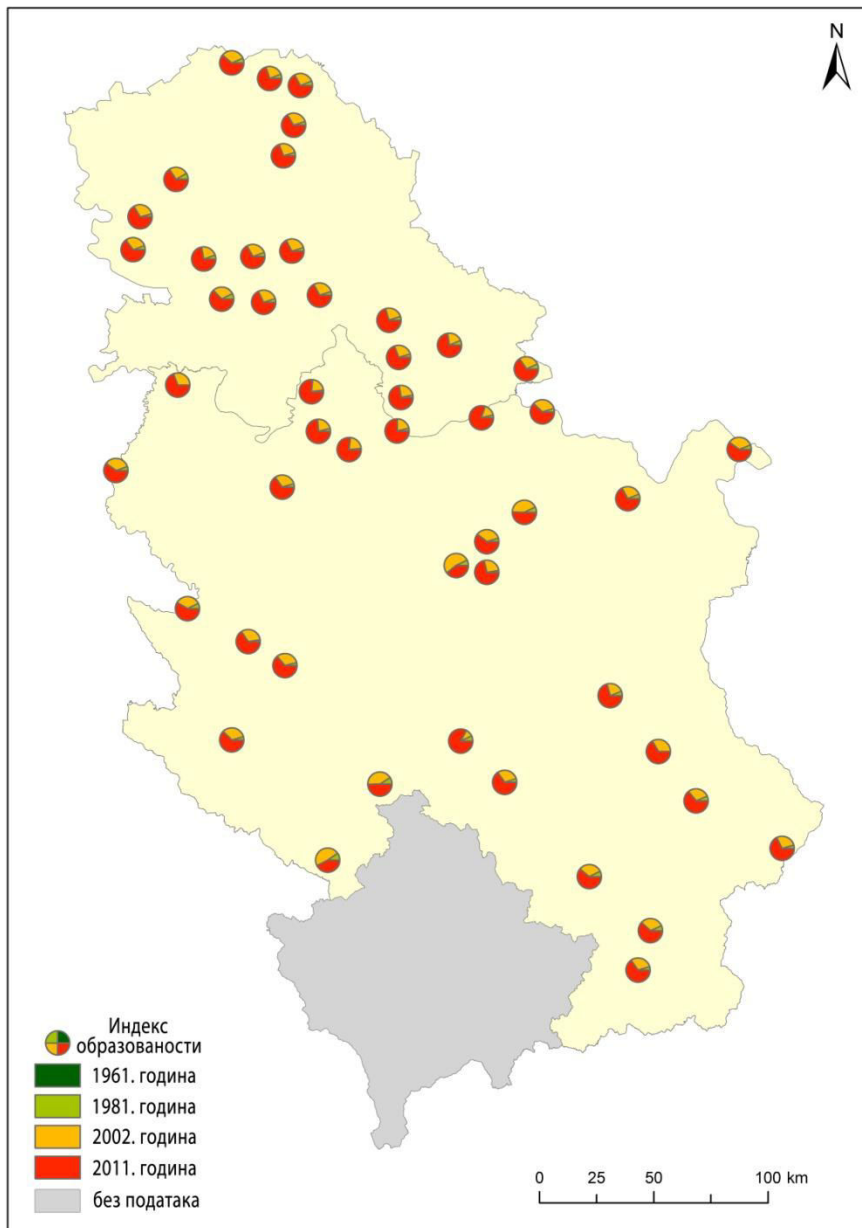 N
Индекс
образованости
1961. година
1981. година
2002. година
2011. година
без података
0 25 50 100 km